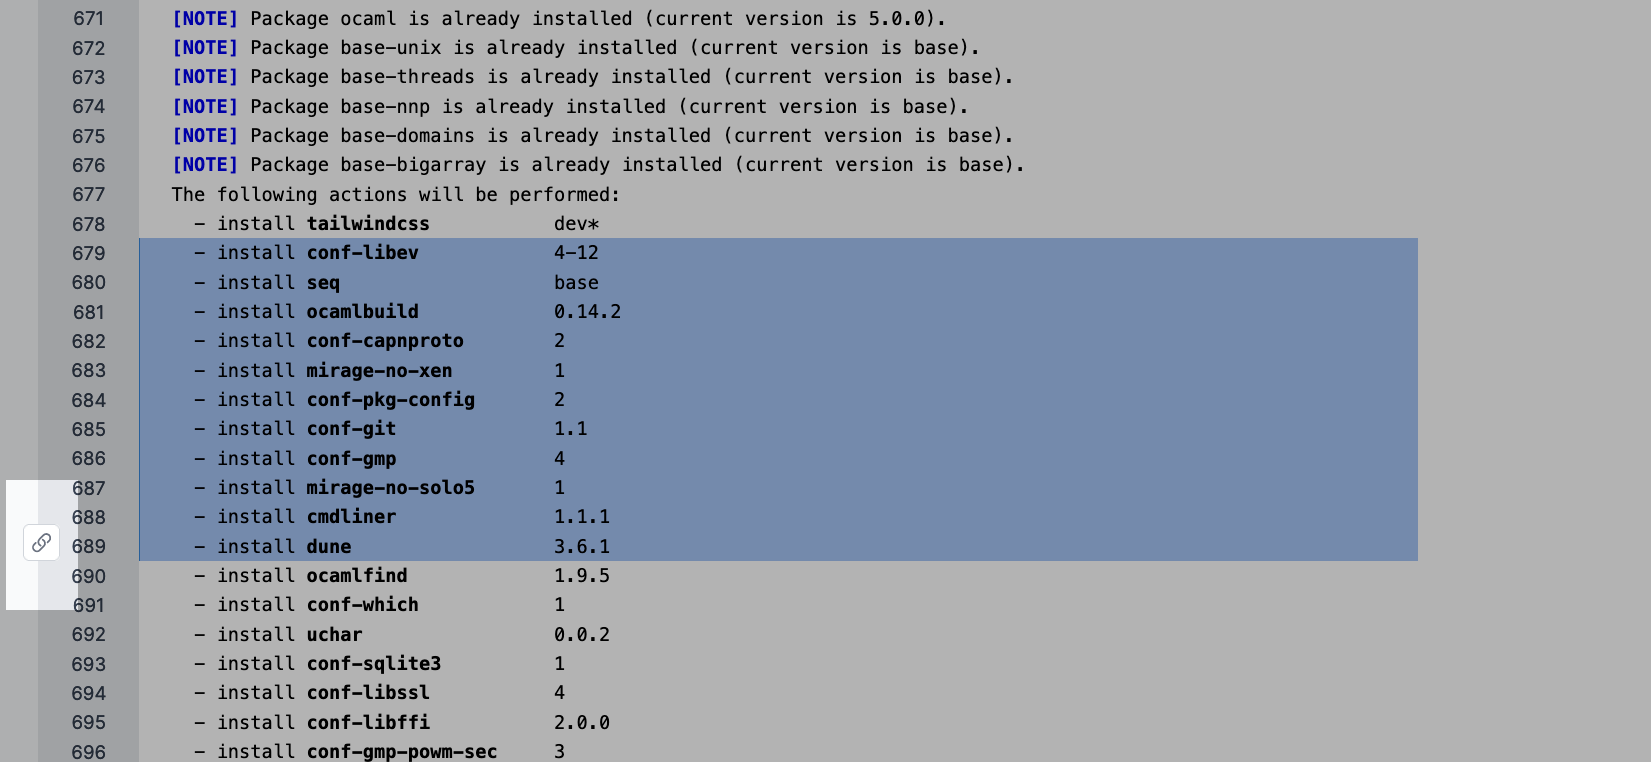 671 [NOTE] Package ocaml is already installed (current version is 5.0.0).
672 [NOTE] Package base-unix is already installed (current version is base).
673 [NOTE] Package base-threads is already installed (current version is base).
674 [NOTE] Package base-nnp is already installed (current version is base).
675 [NOTE] Package base-domains is already installed (current version is base).
676 [NOTE] Package base-bigarray is already installed (current version is base).
677 The following actions will be performed:
678 - install tailwindcss dev*
679 - install conf-libev 4-12
680 - install seq base
681 - install ocamlbuild 0.14.2
682 - install conf-capnproto 2
683 - install mirage-no-xen 1
684 - install conf-pkg-config 2
685 - install conf-git 1.1
686 - install conf-gmp 4
687 - install mirage-no-solo5 1
688 - install cmdliner 1.1.1
689 - install dune 3.6.1
690 - install ocamlfind 1.9.5
691 - install conf-which 1
692 - install uchar 0.0.2
693 - install conf-sqlite3 1
694 - install conf-libssl 4
695 - install conf-libffi 2.0.0
696 - install conf-gmp-powm-sec 3